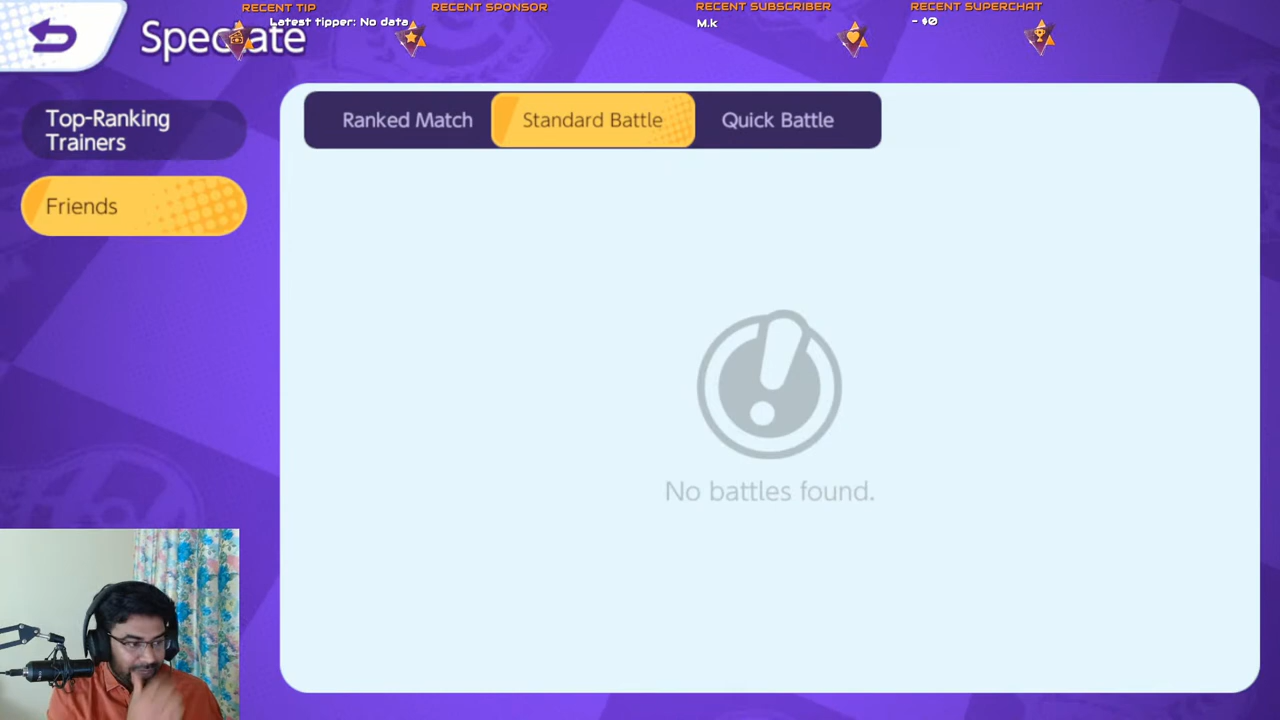 RECENT TIP
Latest tipper: No data
RECENT SPONSOR
RECENT SUBSCRIBER
M.k
RECENT SUPERCHAT
- $0
Spectate
Top-Ranking
Trainers
Friends
Ranked Match
Standard Battle
Quick Battle
No battles found.